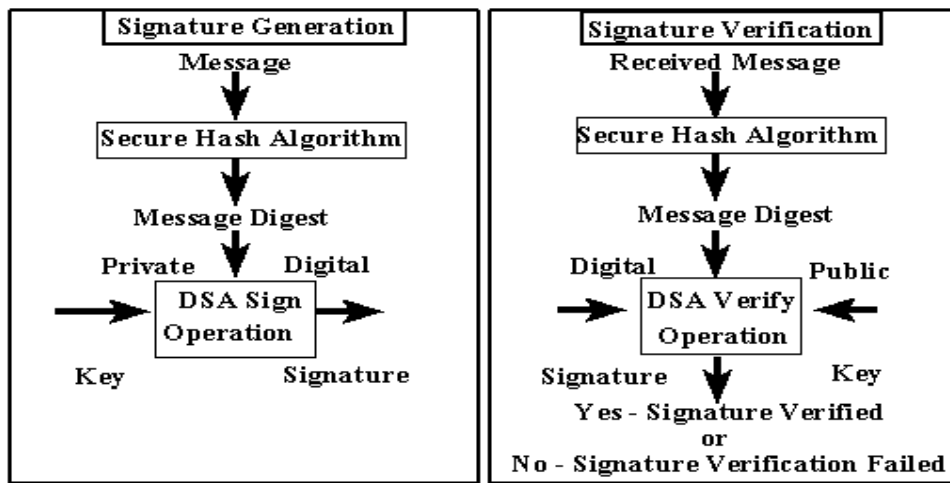 Signature Generation
Message
Secure Hash Algorithm
Message Digest
Private
Digital
DSA Sign
Operation
Key
Signature
Signature Verification
Received Message
Secure Hash Algorithm
Message Digest
Digital
Public
DSA Verify
Operation
Signature
Key
Yes - Signature Verified
or
No - Signature Verification Failed